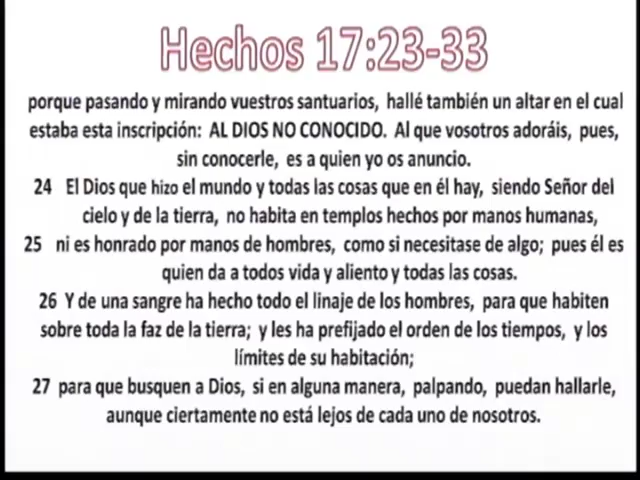 Hechos 17:23-33
porque pasando y mirando vuestros santuarios, hallé también un altar en el cual
estaba esta inscripción: AL DIOS NO CONOCIDO. Al que vosotros adoráis, pues,
sin conocerle, es a quien yo os anuncio.
24 El Dios que hizo el mundo y todas las cosas que en él hay, siendo Señor del
cielo y de la tierra, no habita en templos hechos por manos humanas,
25 ni es honrado por manos de hombres, como si necesitase de algo; pues él es
quien da a todos vida y aliento y todas las cosas.
26 Y de una sangre ha hecho todo el linaje de los hombres, para que habiten
sobre toda la faz de la tierra; y les ha prefijado el orden de los tiempos, y los
límites de su habitación;
27 para que busquen a Dios, si en alguna manera, palpando, puedan hallarle,
aunque ciertamente no está lejos de cada uno de nosotros.